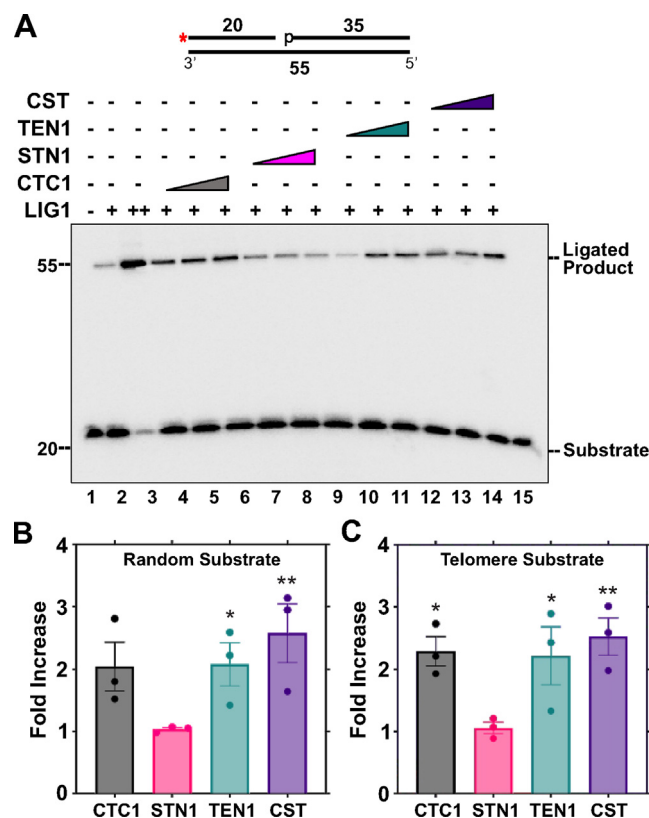 A
* 20 p 35
3' 55 5'
CST - - - - - - - - - - -
TEN1 - - - - - - - - - - -
STN1 - - - - - - - - - - -
CTC1 - - - - - - - - - - - -
LIG1 - + ++ + + + + + + + + + + + +
55-- --Ligated Product
20-- --Substrate
1 2 3 4 5 6 7 8 9 10 11 12 13 14 15
B C
4 Random Substrate 4 Telomere Substrate
** * * **
*
3 3
Fold Increase Fold Increase
2 2
1 1
0 0
CTC1 STN1 TEN1 CST CTC1 STN1 TEN1 CST